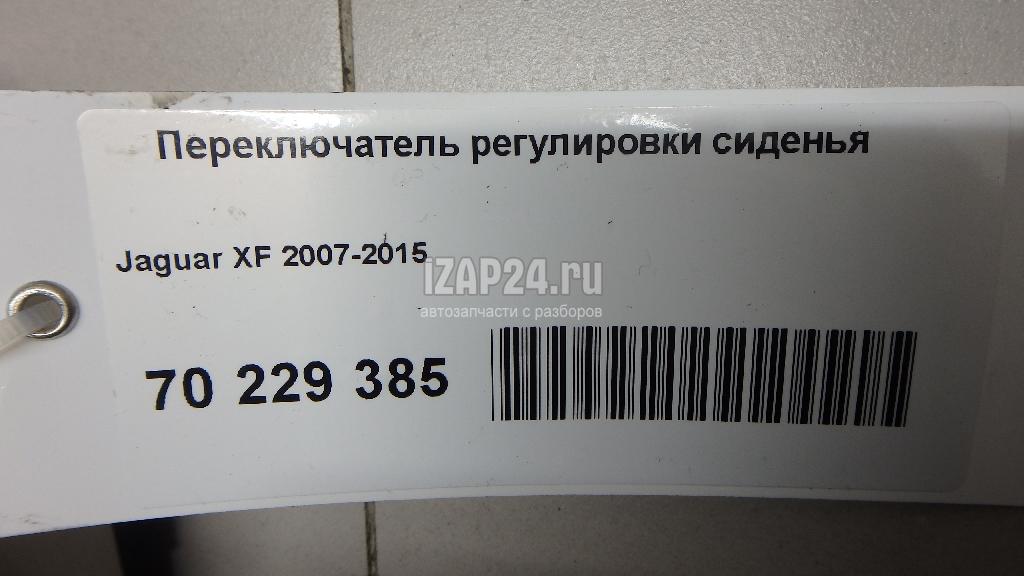 Переключатель регулировки сиденья
Jaguar XF 2007-2015
IZAP24.ru
автозапчасти с разборов
70 229 385